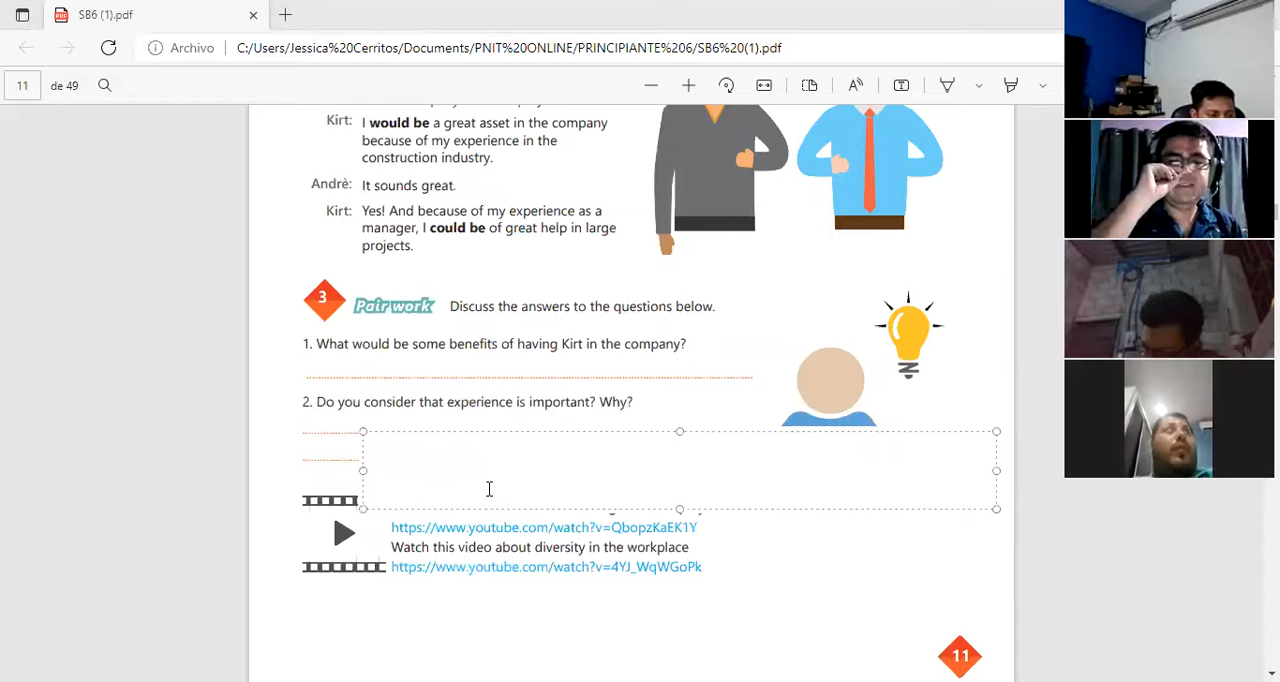 SB6 (1).pdf
Archivo
C:/Users/Jessica%20Cerritos/Documents/PNIT%20ONLINE/PRINCIPIANTE%206/SB6%20(1).pdf
11 de 49
Kirt: I would be a great asset in the company
because of my experience in the
construction industry.
Andrè: It sounds great.
Kirt: Yes! And because of my experience as a
manager, I could be of great help in large
projects.
3 Pair work Discuss the answers to the questions below.
1. What would be some benefits of having Kirt in the company?
2. Do you consider that experience is important? Why?
https://www.youtube.com/watch?v=QbopzKaEK1Y
Watch this video about diversity in the workplace
https://www.youtube.com/watch?v=4YJ_WqWGoPk
11